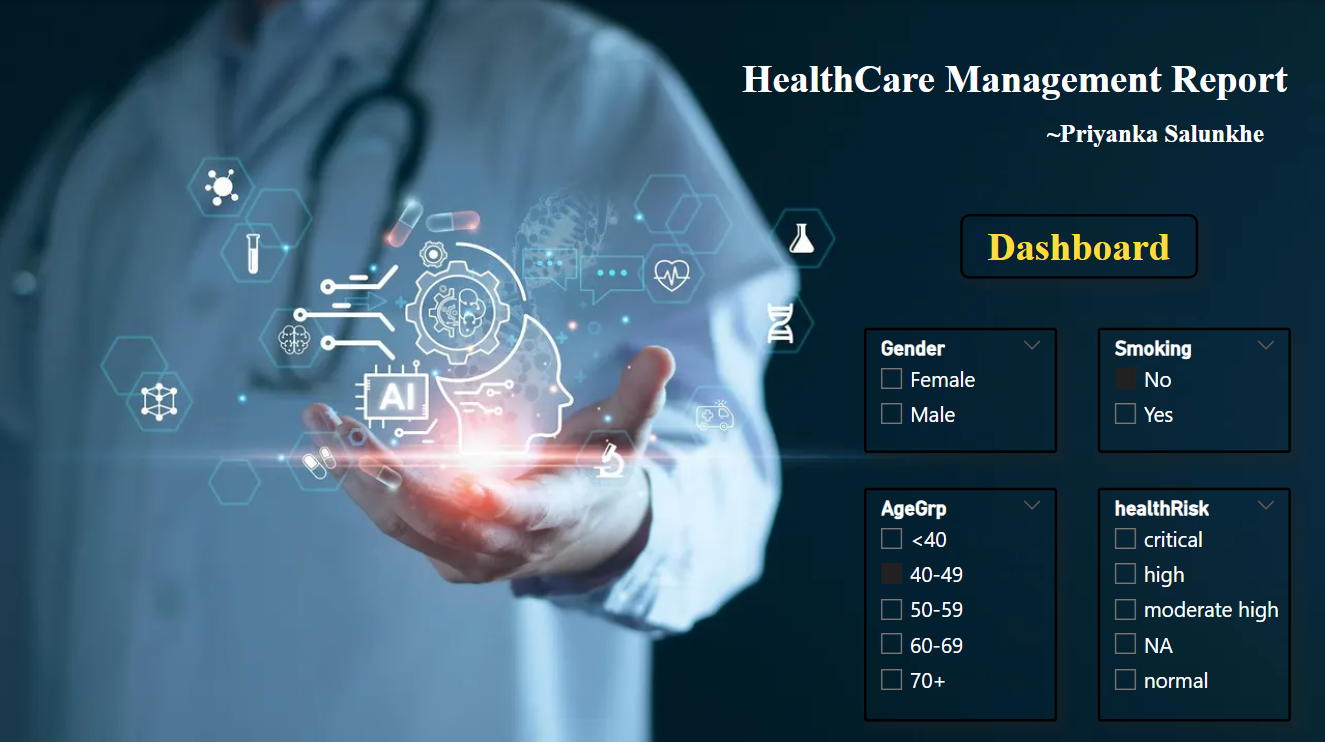 HealthCare Management Report
~Priyanka Salunkhe
Dashboard
Gender
Female
Male
Smoking
No
Yes
AgeGrp
<40
40-49
50-59
60-69
70+
healthRisk
critical
high
moderate high
NA
normal
AI